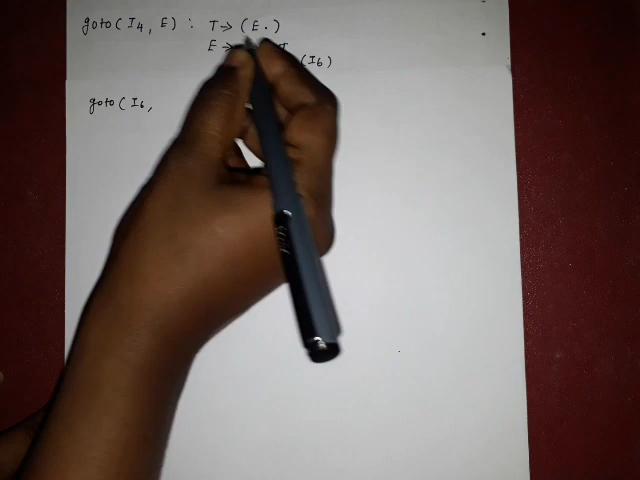 goto( I4, E) : T → (E.)
E → T
(I6)
goto( I6,